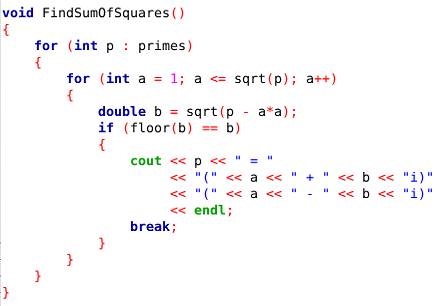 void FindSumOfSquares()
{
    for (int p : primes)
    {
        for (int a = 1; a <= sqrt(p); a++)
        {
            double b = sqrt(p - a*a);
            if (floor(b) == b)
            {
                cout << p << " = "
                     << "(" << a << " + " << b << "i)"
                     << "(" << a << " - " << b << "i)"
                     << endl;
                break;
            }
        }
    }
}